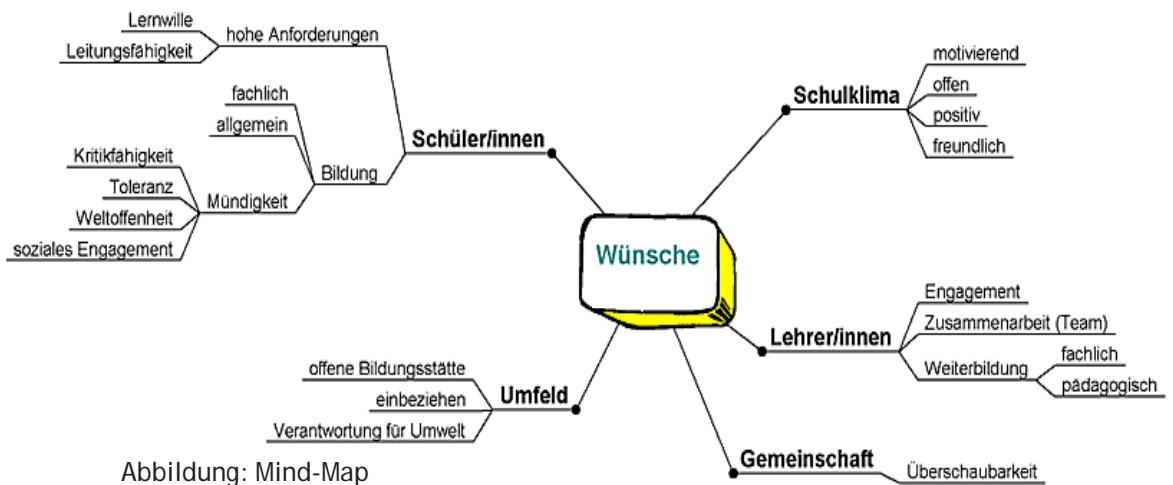 Wünsche
Schüler/innen
hohe Anforderungen
Lernwille
Leitungsfähigkeit
Bildung
fachlich
allgemein
Mündigkeit
Kritikfähigkeit
Toleranz
Weltoffenheit
soziales Engagement
Schulklima
motivierend
offen
positiv
freundlich
Lehrer/innen
Engagement
Zusammenarbeit (Team)
Weiterbildung
fachlich
pädagogisch
Gemeinschaft
Überschaubarkeit
Umfeld
offene Bildungsstätte
einbeziehen
Verantwortung für Umwelt
Abbildung: Mind-Map